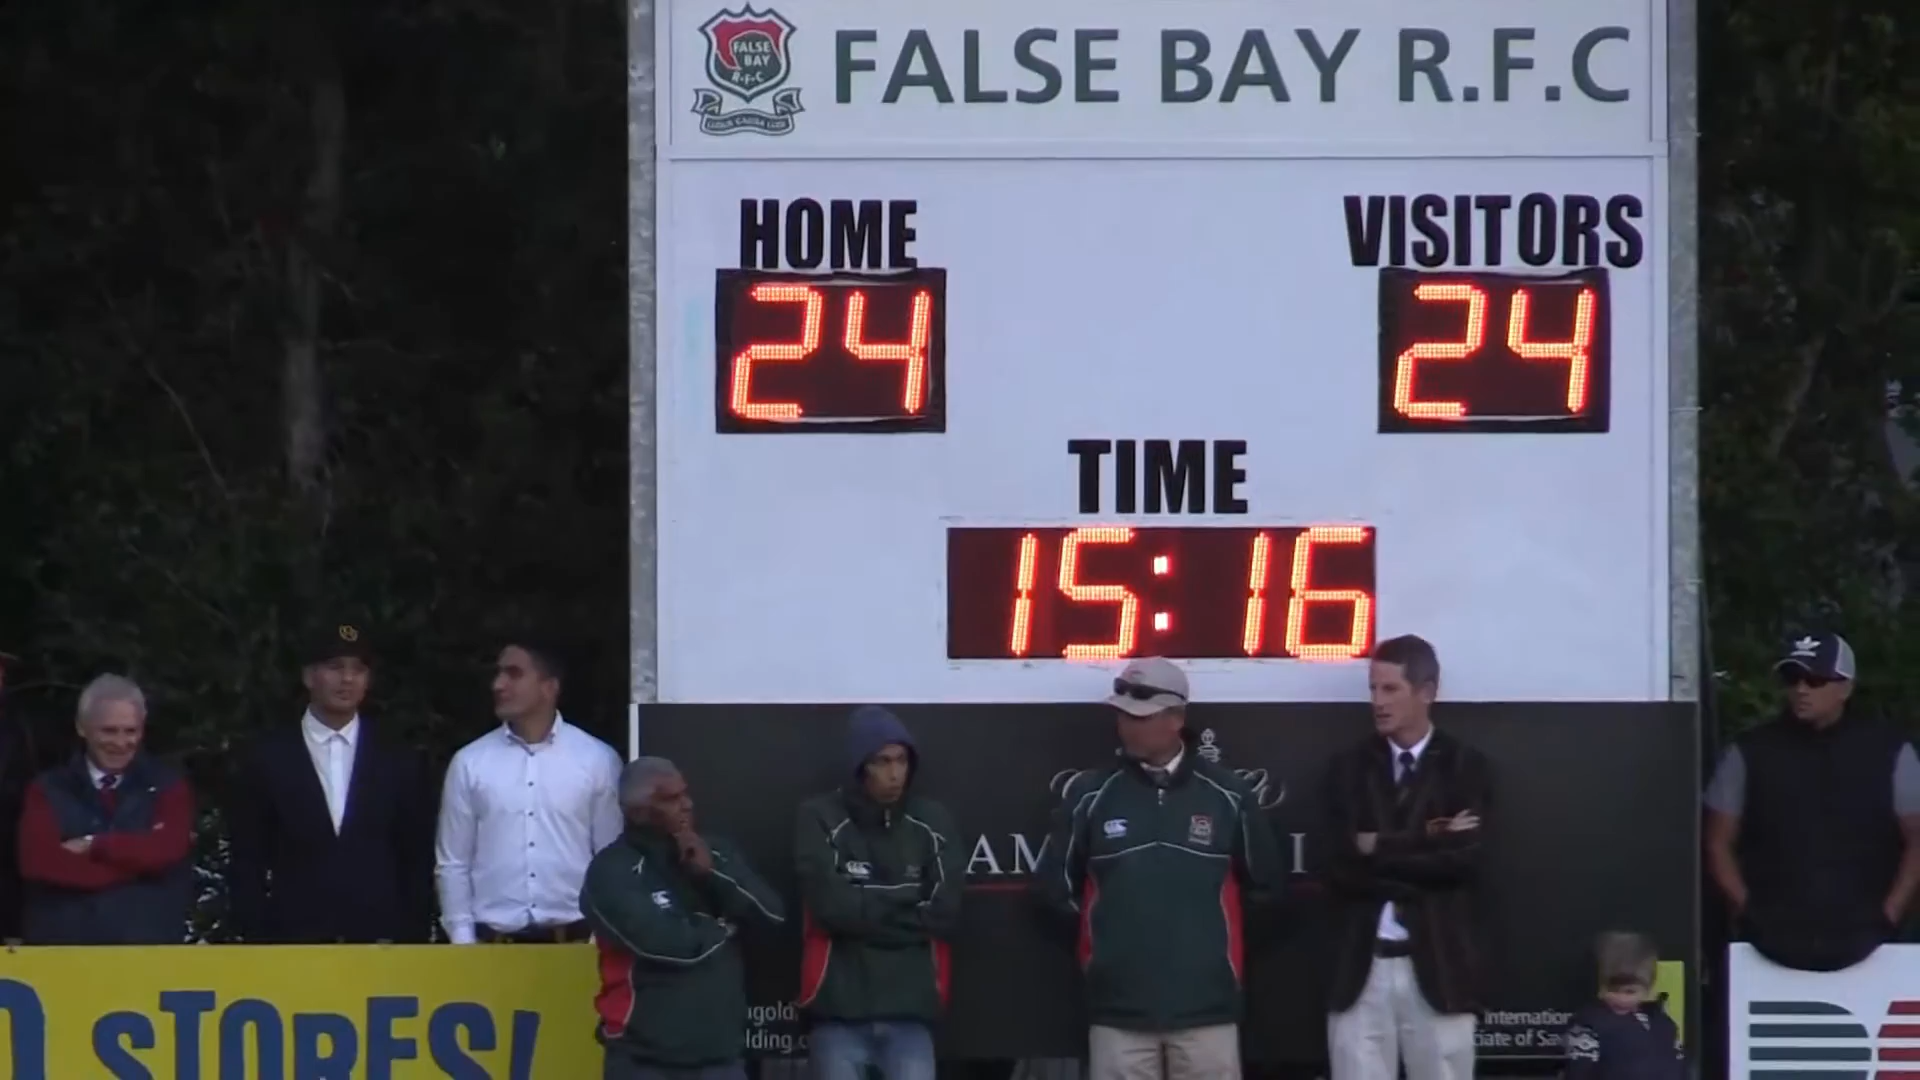 FALSE BAY R.F.C
FALSE
BAY
R.F.C
HOME
VISITORS
24
24
TIME
15:16
STORES!